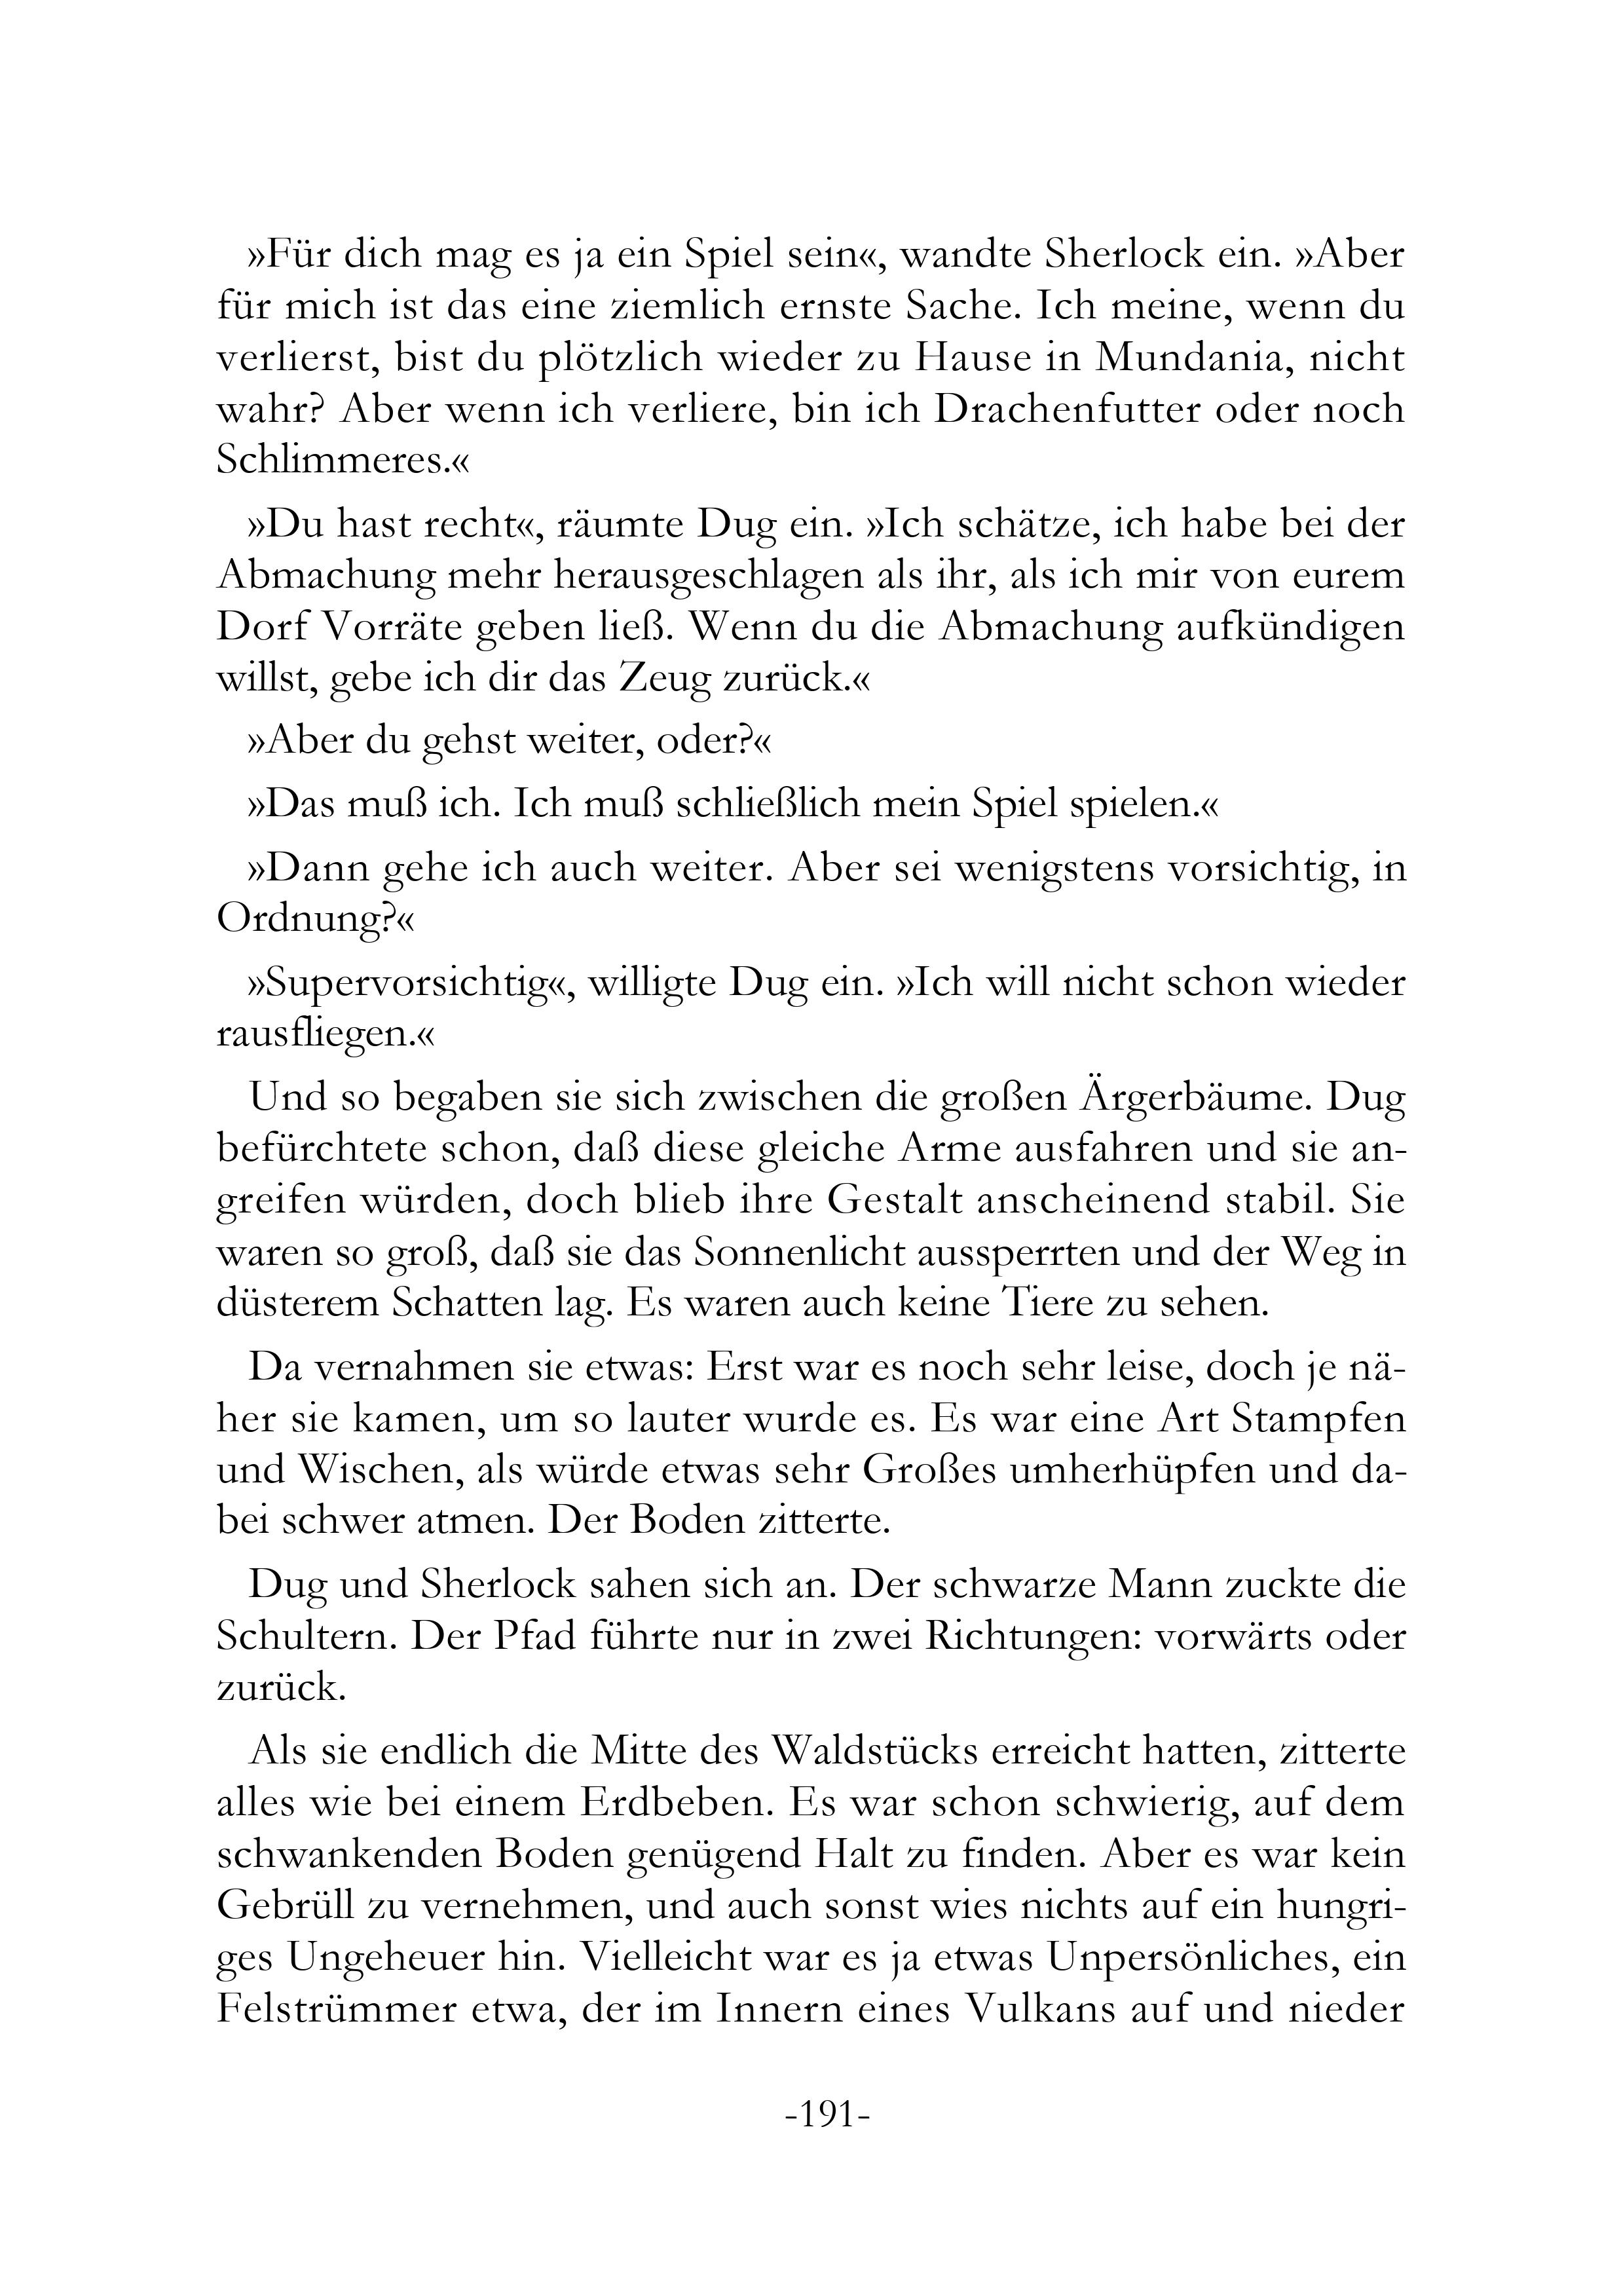 »Für dich mag es ja ein Spiel sein«, wandte Sherlock ein. »Aber
für mich ist das eine ziemlich ernste Sache. Ich meine, wenn du
verlierst, bist du plötzlich wieder zu Hause in Mundania, nicht
wahr? Aber wenn ich verliere, bin ich Drachenfutter oder noch
Schlimmeres.«
»Du hast recht«, räumte Dug ein. »Ich schätze, ich habe bei der
Abmachung mehr herausgeschlagen als ihr, als ich mir von eurem
Dorf Vorräte geben ließ. Wenn du die Abmachung aufkündigen
willst, gebe ich dir das Zeug zurück.«
»Aber du gehst weiter, oder?«
»Das muß ich. Ich muß schließlich mein Spiel spielen.«
»Dann gehe ich auch weiter. Aber sei wenigstens vorsichtig, in
Ordnung?«
»Supervorsichtig«, willigte Dug ein. »Ich will nicht schon wieder
rausfliegen.«
Und so begaben sie sich zwischen die großen Ärgerbäume. Dug
befürchtete schon, daß diese gleiche Arme ausfahren und sie an-
greifen würden, doch blieb ihre Gestalt anscheinend stabil. Sie
waren so groß, daß sie das Sonnenlicht aussperrten und der Weg in
düsterem Schatten lag. Es waren auch keine Tiere zu sehen.
Da vernahmen sie etwas: Erst war es noch sehr leise, doch je nä-
her sie kamen, um so lauter wurde es. Es war eine Art Stampfen
und Wischen, als würde etwas sehr Großes umherhüpfen und da-
bei schwer atmen. Der Boden zitterte.
Dug und Sherlock sahen sich an. Der schwarze Mann zuckte die
Schultern. Der Pfad führte nur in zwei Richtungen: vorwärts oder
zurück.
Als sie endlich die Mitte des Waldstücks erreicht hatten, zitterte
alles wie bei einem Erdbeben. Es war schon schwierig, auf dem
schwankenden Boden genügend Halt zu finden. Aber es war kein
Gebrüll zu vernehmen, und auch sonst wies nichts auf ein hungri-
ges Ungeheuer hin. Vielleicht war es ja etwas Unpersönliches, ein
Felstrümmer etwa, der im Innern eines Vulkans auf und nieder
-191-